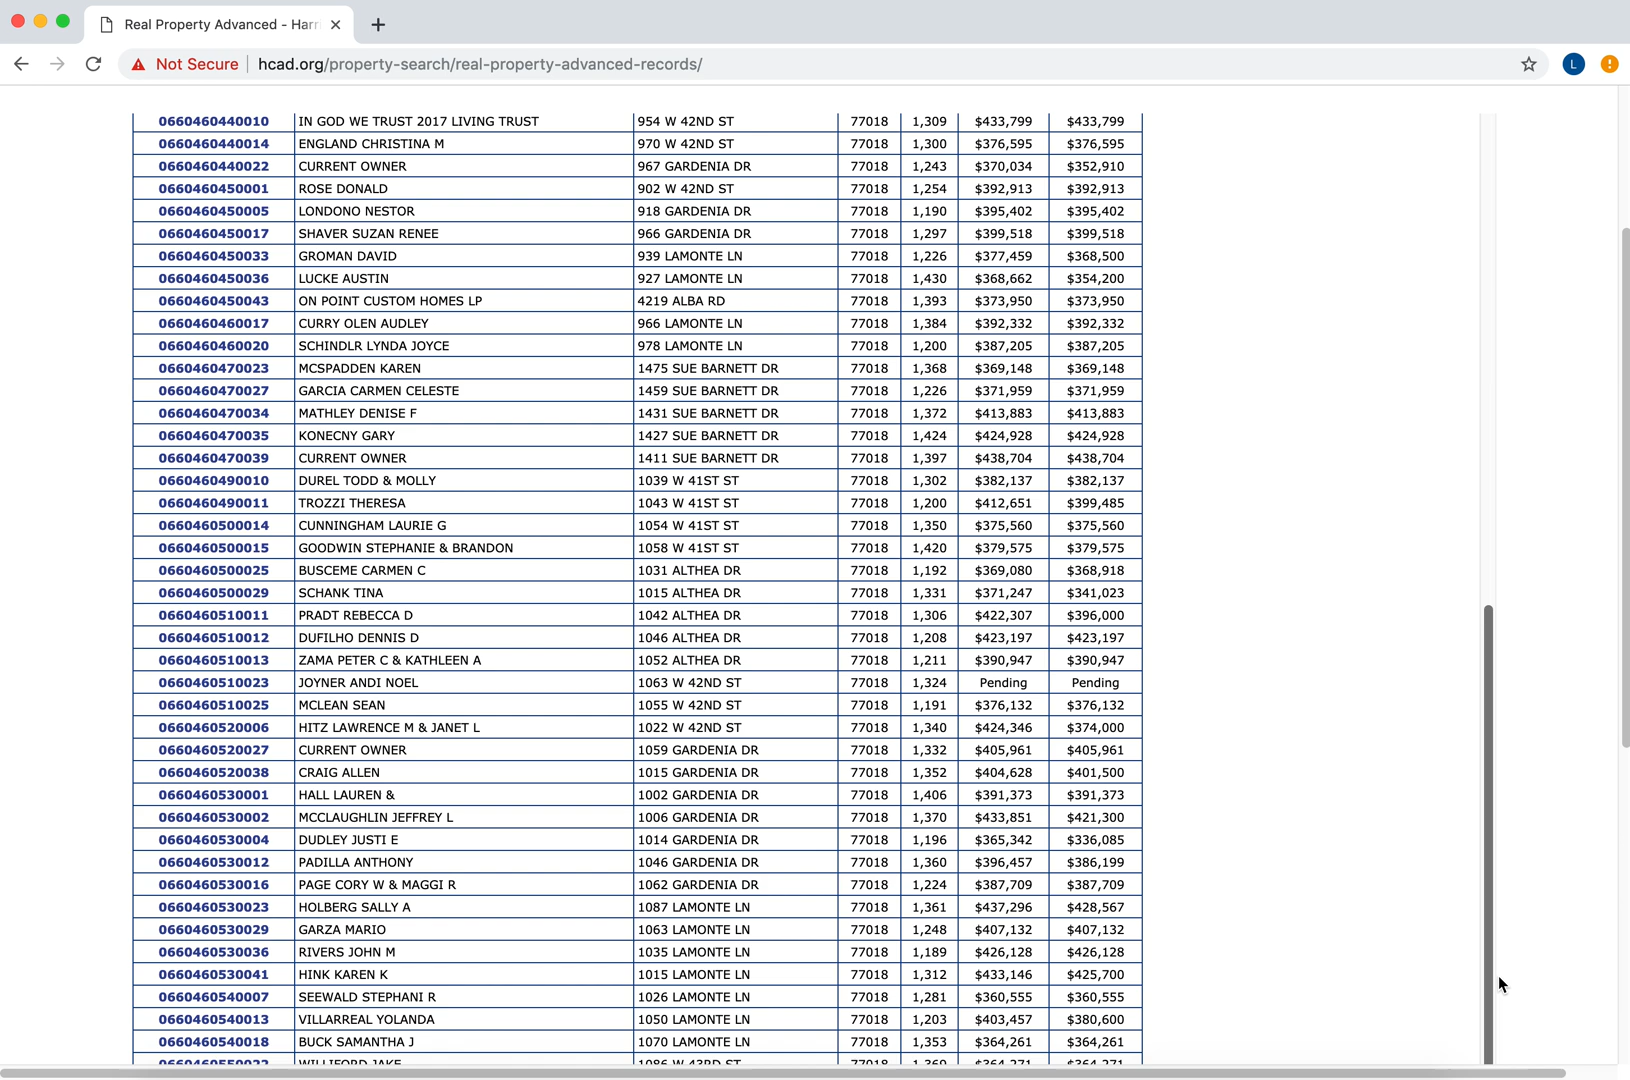 Real Property Advanced - Harr
Not Secure hcad.org/property-search/real-property-advanced-records/ L
0660460440010 IN GOD WE TRUST 2017 LIVING TRUST 954 W 42ND ST 77018 1,309 $433,799 $433,799
0660460440014 ENGLAND CHRISTINA M 970 W 42ND ST 77018 1,300 $376,595 $376,595
0660460440022 CURRENT OWNER 967 GARDENIA DR 77018 1,243 $370,034 $352,910
0660460450001 ROSE DONALD 902 W 42ND ST 77018 1,254 $392,913 $392,913
0660460450005 LONDONO NESTOR 918 GARDENIA DR 77018 1,190 $395,402 $395,402
0660460450017 SHAVER SUZAN RENEE 966 GARDENIA DR 77018 1,297 $399,518 $399,518
0660460450033 GROMAN DAVID 939 LAMONTE LN 77018 1,226 $377,459 $368,500
0660460450036 LUCKE AUSTIN 927 LAMONTE LN 77018 1,430 $368,662 $354,200
0660460450043 ON POINT CUSTOM HOMES LP 4219 ALBA RD 77018 1,393 $373,950 $373,950
0660460460017 CURRY OLEN AUDLEY 966 LAMONTE LN 77018 1,384 $392,332 $392,332
0660460460020 SCHINDLR LYNDA JOYCE 978 LAMONTE LN 77018 1,200 $387,205 $387,205
0660460470023 MCSPADDEN KAREN 1475 SUE BARNETT DR 77018 1,368 $369,148 $369,148
0660460470027 GARCIA CARMEN CELESTE 1459 SUE BARNETT DR 77018 1,226 $371,959 $371,959
0660460470034 MATHLEY DENISE F 1431 SUE BARNETT DR 77018 1,372 $413,883 $413,883
0660460470035 KONECNY GARY 1427 SUE BARNETT DR 77018 1,424 $424,928 $424,928
0660460470039 CURRENT OWNER 1411 SUE BARNETT DR 77018 1,397 $438,704 $438,704
0660460490010 DUREL TODD & MOLLY 1039 W 41ST ST 77018 1,302 $382,137 $382,137
0660460490011 TROZZI THERESA 1043 W 41ST ST 77018 1,200 $412,651 $399,485
0660460500014 CUNNINGHAM LAURIE G 1054 W 41ST ST 77018 1,350 $375,560 $375,560
0660460500015 GOODWIN STEPHANIE & BRANDON 1058 W 41ST ST 77018 1,420 $379,575 $379,575
0660460500025 BUSCEME CARMEN C 1031 ALTHEA DR 77018 1,192 $369,080 $368,918
0660460500029 SCHANK TINA 1015 ALTHEA DR 77018 1,331 $371,247 $341,023
0660460510011 PRADT REBECCA D 1042 ALTHEA DR 77018 1,306 $422,307 $396,000
0660460510012 DUFILHO DENNIS D 1046 ALTHEA DR 77018 1,208 $423,197 $423,197
0660460510013 ZAMA PETER C & KATHLEEN A 1052 ALTHEA DR 77018 1,211 $390,947 $390,947
0660460510023 JOYNER ANDI NOEL 1063 W 42ND ST 77018 1,324 Pending Pending
0660460510025 MCLEAN SEAN 1055 W 42ND ST 77018 1,191 $376,132 $376,132
0660460520006 HITZ LAWRENCE M & JANET L 1022 W 42ND ST 77018 1,340 $424,346 $374,000
0660460520027 CURRENT OWNER 1059 GARDENIA DR 77018 1,332 $405,961 $405,961
0660460520038 CRAIG ALLEN 1015 GARDENIA DR 77018 1,352 $404,628 $401,500
0660460530001 HALL LAUREN & 1002 GARDENIA DR 77018 1,406 $391,373 $391,373
0660460530002 MCCLAUGHLIN JEFFREY L 1006 GARDENIA DR 77018 1,370 $433,851 $421,300
0660460530004 DUDLEY JUSTI E 1014 GARDENIA DR 77018 1,196 $365,342 $336,085
0660460530012 PADILLA ANTHONY 1046 GARDENIA DR 77018 1,360 $396,457 $386,199
0660460530016 PAGE CORY W & MAGGI R 1062 GARDENIA DR 77018 1,224 $387,709 $387,709
0660460530023 HOLBERG SALLY A 1087 LAMONTE LN 77018 1,361 $437,296 $428,567
0660460530029 GARZA MARIO 1063 LAMONTE LN 77018 1,248 $407,132 $407,132
0660460530036 RIVERS JOHN M 1035 LAMONTE LN 77018 1,189 $426,128 $426,128
0660460530041 HINK KAREN K 1015 LAMONTE LN 77018 1,312 $433,146 $425,700
0660460540007 SEEWALD STEPHANI R 1026 LAMONTE LN 77018 1,281 $360,555 $360,555
0660460540013 VILLARREAL YOLANDA 1050 LAMONTE LN 77018 1,203 $403,457 $380,600
0660460540018 BUCK SAMANTHA J 1070 LAMONTE LN 77018 1,353 $364,261 $364,261